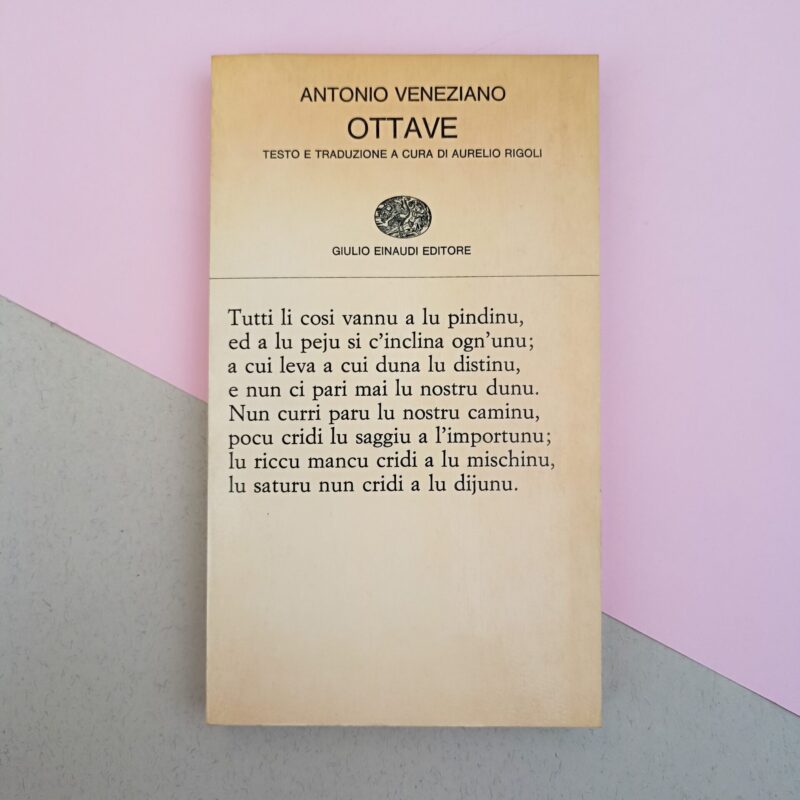 ANTONIO VENEZIANO
OTTAVE
TESTO E TRADUZIONE A CURA DI AURELIO RIGOLI
GIULIO EINAUDI EDITORE
Tutti li cosi vannu a lu pindinu,
ed a lu peju si c’inclina ogn’unu;
a cui leva a cui duna lu distinu,
e nun ci pari mai lu nostru dunu.
Nun curri paru lu nostru caminu,
pocu cridi lu saggiu a l’importunu;
lu riccu mancu cridi a lu mischinu,
lu saturu nun cridi a lu dijunu.